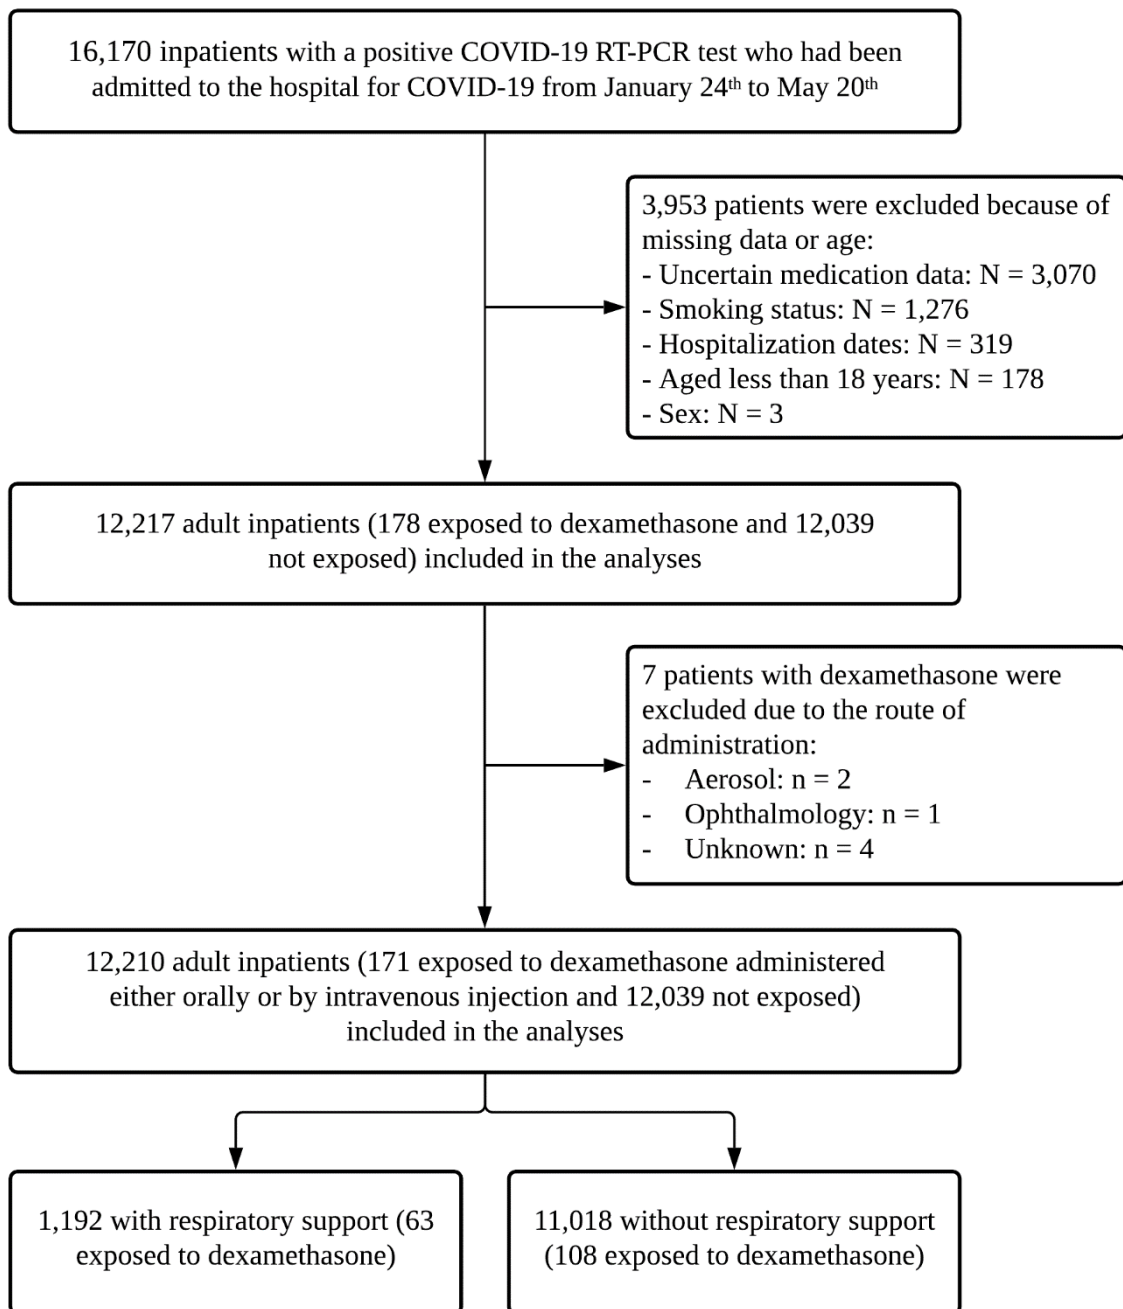 16,170 inpatients with a positive COVID-19 RT-PCR test who had been
admitted to the hospital for COVID-19 from January 24th to May 20th
3,953 patients were excluded because of
missing data or age:
- Uncertain medication data: N = 3,070
- Smoking status: N = 1,276
- Hospitalization dates: N = 319
- Aged less than 18 years: N = 178
- Sex: N = 3
12,217 adult inpatients (178 exposed to dexamethasone and 12,039
not exposed) included in the analyses
7 patients with dexamethasone were
excluded due to the route of
administration:
- Aerosol: n = 2
- Ophthalmology: n = 1
- Unknown: n = 4
12,210 adult inpatients (171 exposed to dexamethasone administered
either orally or by intravenous injection and 12,039 not exposed)
included in the analyses
1,192 with respiratory support (63
exposed to dexamethasone)
11,018 without respiratory support
(108 exposed to dexamethasone)